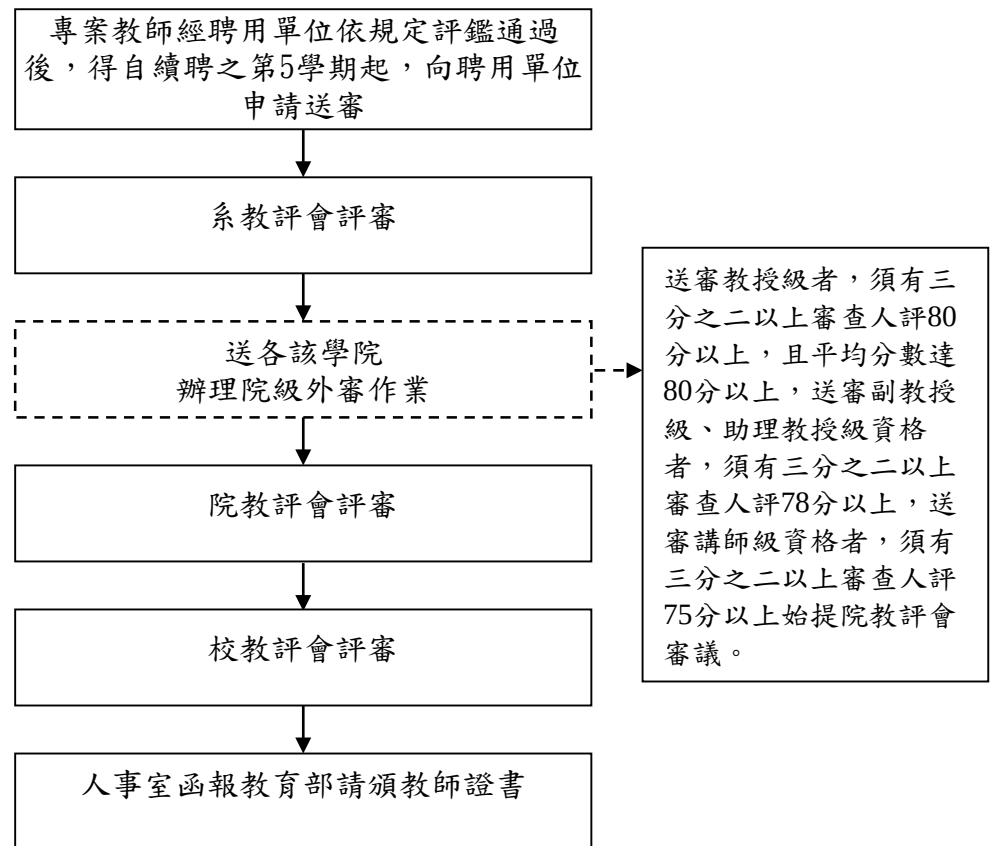 專案教師經聘用單位依規定評鑑通過
後，得自續聘之第5學期起，向聘用單位
申請送審
系教評會評審
送各該學院
辦理院級外審作業
送審教授級者，須有三
分之二以上審查人評80
分以上，且平均分數達
80分以上，送審副教授
級、助理教授級資格
者，須有三分之二以上
審查人評78分以上，送
審講師級資格者，須有
三分之二以上審查人評
75分以上始提院教評會
審議。
院教評會評審
校教評會評審
人事室函報教育部請頒教師證書